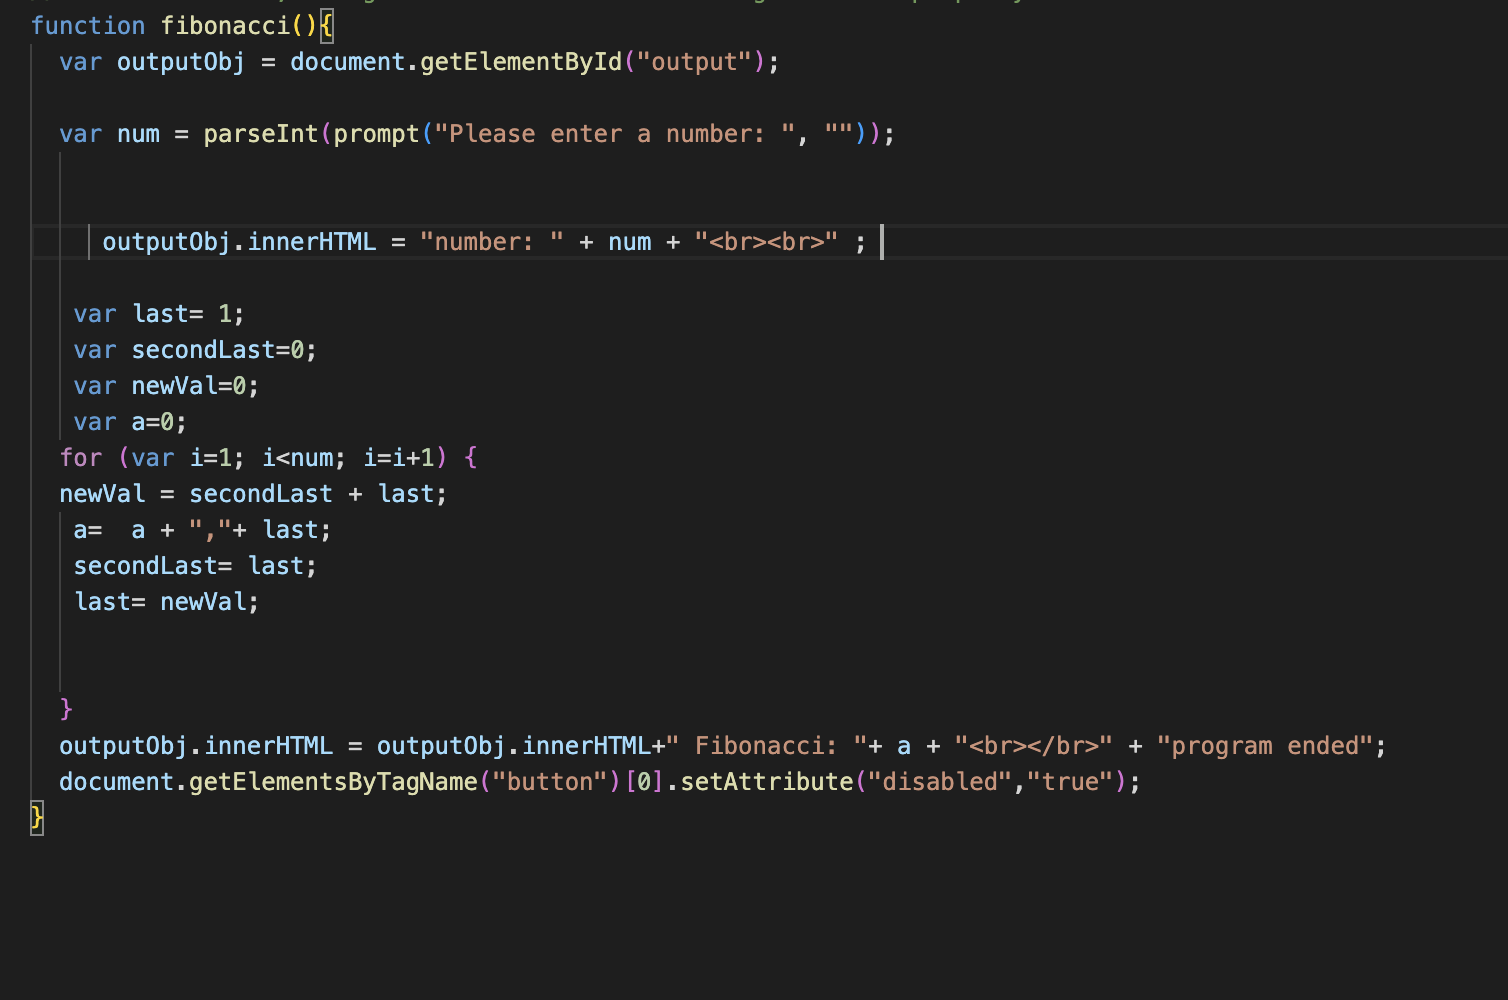 function fibonacci(){
var outputObj = document.getElementById("output");
var num = parseInt(prompt("Please enter a number: ", ""));
outputObj.innerHTML = "number: " + num + "<br><br>" ;
var last= 1;
var secondLast=0;
var newVal=0;
var a=0;
for (var i=1; i<num; i=i+1) {
newVal = secondLast + last;
a=  a + ","+ last;
secondLast= last;
last= newVal;
}
outputObj.innerHTML = outputObj.innerHTML+" Fibonacci: "+ a + "<br></br>" + "program ended";
document.getElementsByTagName("button")[0].setAttribute("disabled","true");
}